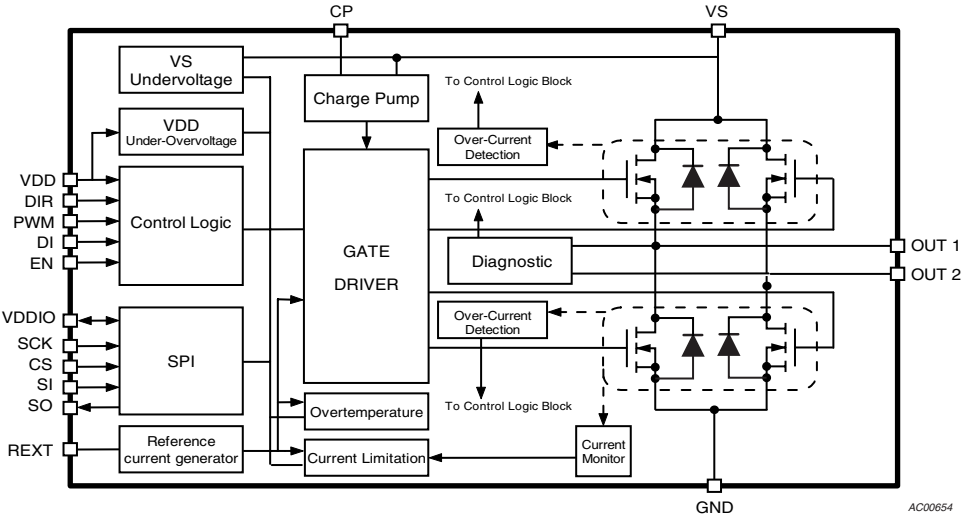 CP
VS
VS
Undervoltage
To Control Logic Block
Charge Pump
VDD
Under-Overvoltage
Over-Current
Detection
VDD
DIR
PWM
DI
EN
Control Logic
To Control Logic Block
GATE
DRIVER
Diagnostic
OUT 1
OUT 2
VDDIO
SCK
CS
SI
SO
SPI
Over-Current
Detection
To Control Logic Block
Overtemperature
REXT
Reference
current generator
Current Limitation
Current
Monitor
GND
AC00654